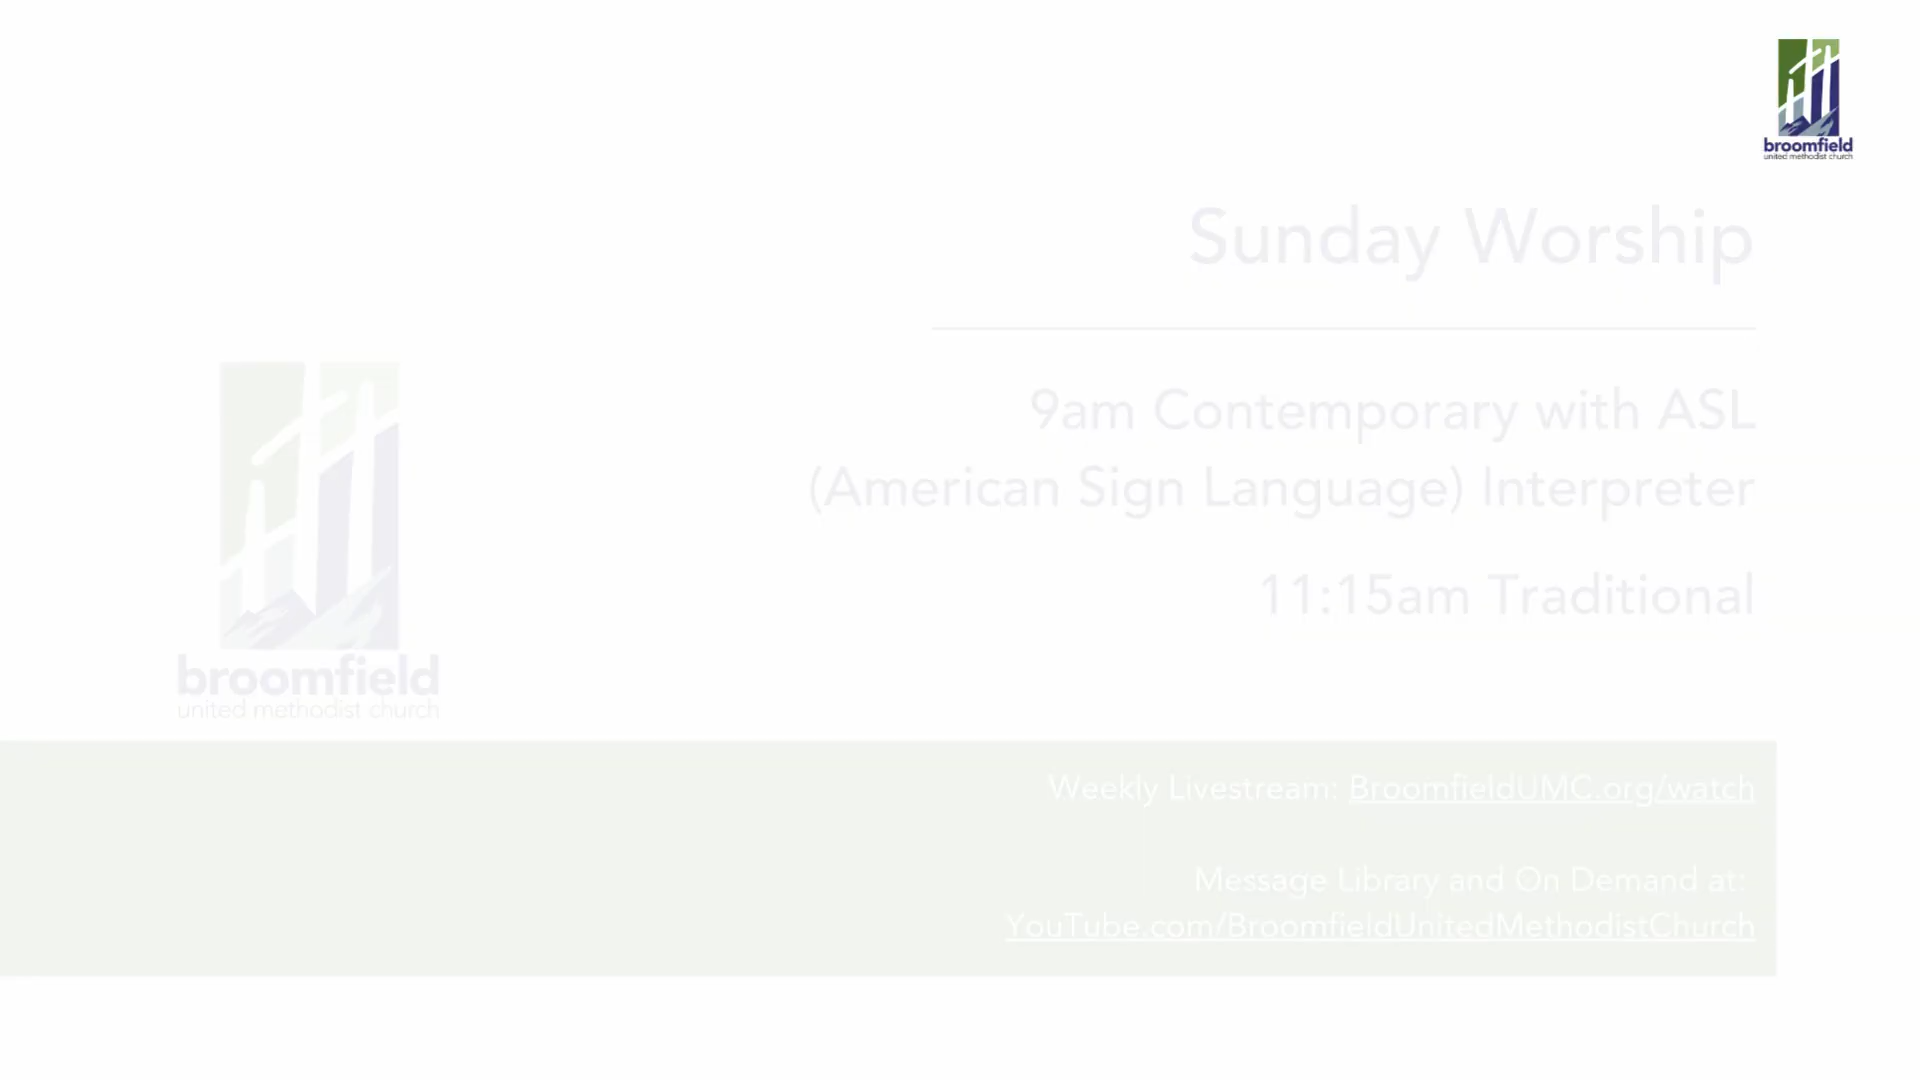 broomfield
united methodist church
Sunday Worship
9am Contemporary with ASL
(American Sign Language) Interpreter
11:15am Traditional
broomfield
united methodist church
Weekly Livestream: BroomfieldUMC.org/watch
Message Library and On Demand at:
YouTube.com/BroomfieldUnitedMethodistChurch